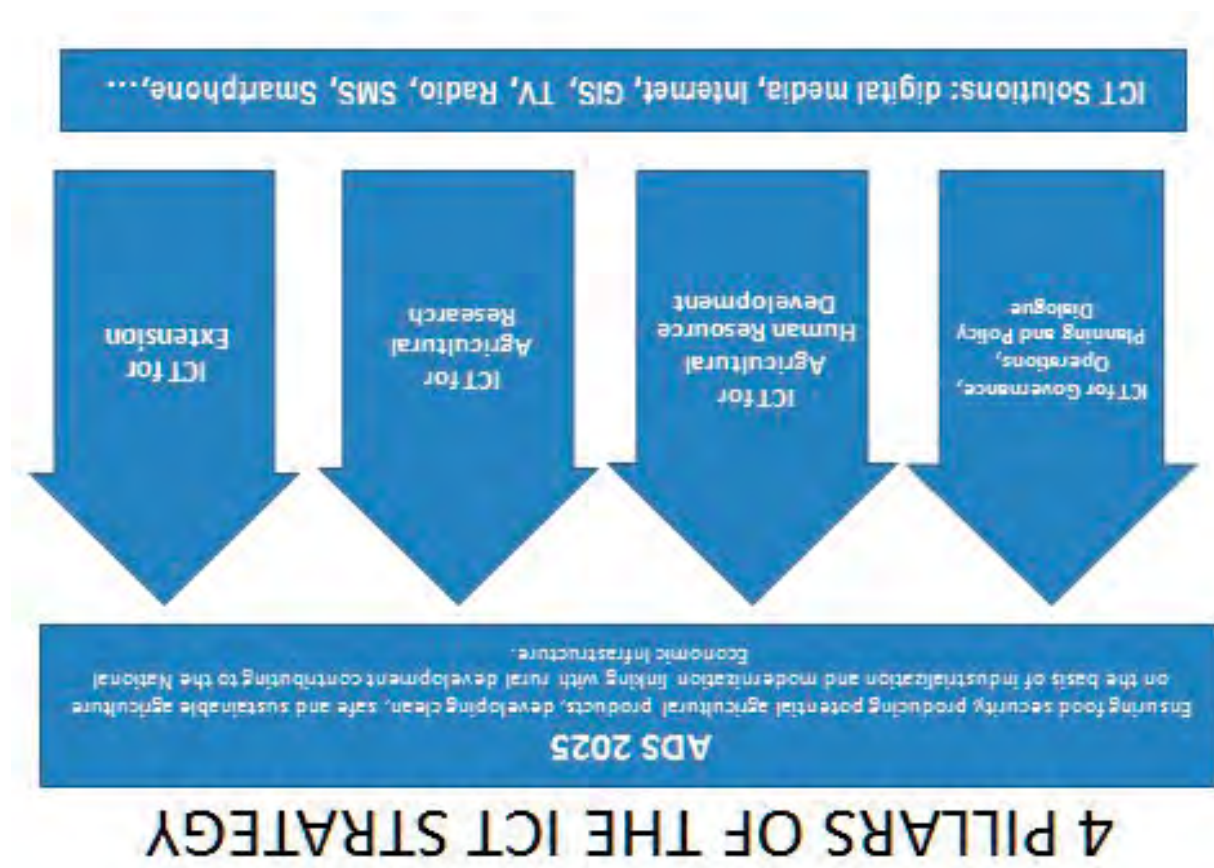 4 PILLARS OF THE ICT STRATEGY
ADS 2025
Ensuring food security, producing potential agricultural products, developing clean, safe and sustainable agriculture
on the basis of industrialization and modernization linking with rural development contributing to the National
Economic Infrastructure.
ICT for Governance,
Operations,
Planning and Policy
Dialogue
ICT for
Agricultural
Human Resource
Development
ICT for
Agricultural
Research
ICT for
Extension
ICT Solutions: digital media, Internet, GIS, TV, Radio, SMS, Smartphone,....